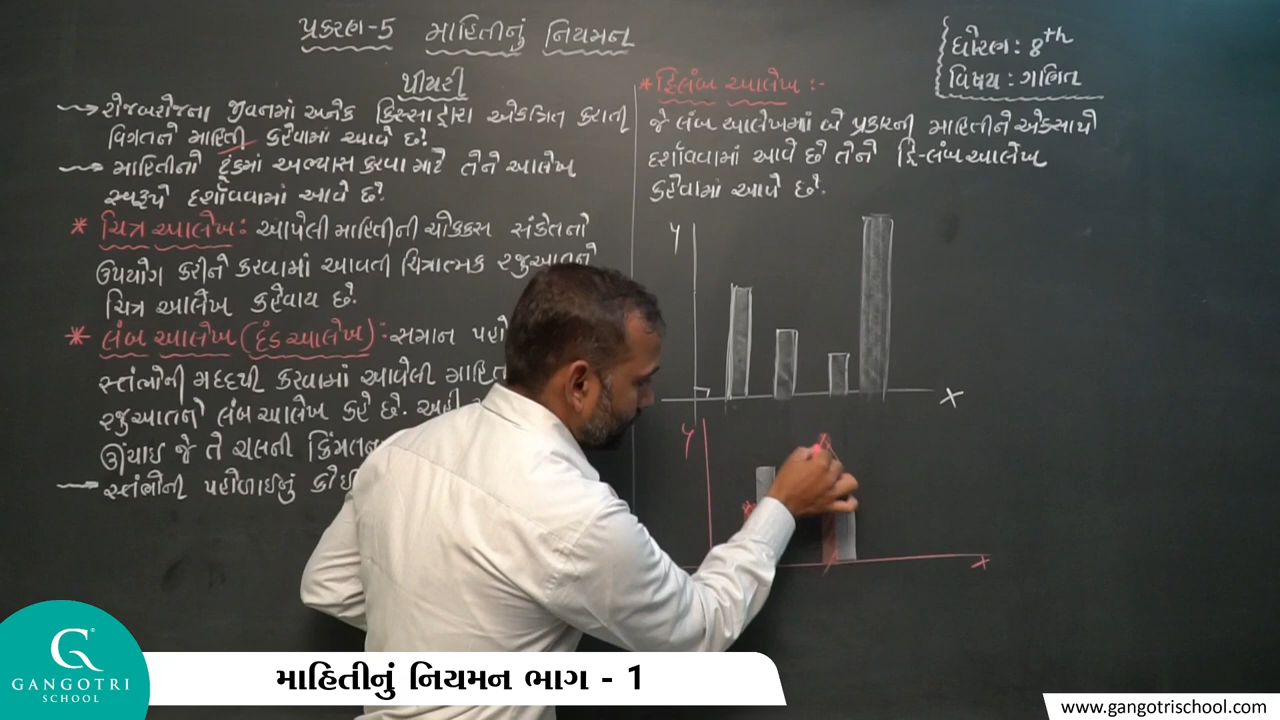 પ્રકરણ-5 માહિતીનું નિયમન
ધોરણ : 8th
વિષય : ગણિત
થીયરી
→ રોજબરોજના જીવનમાં અનેક કિસ્સા દ્વારા એકત્રિત કરાતી
વિગતને માહિતી કહેવામાં આવે છે.
→ માહિતીનો ટૂંકમાં અભ્યાસ કરવા માટે તેને આલેખ
સ્વરૂપે દર્શાવવામાં આવે છે.
* ચિત્ર આલેખ : આપેલી માહિતીની ચોક્કસ સંકેતનો
ઉપયોગ કરીને કરવામાં આવતી ચિત્રાત્મક રજુઆતને
ચિત્ર આલેખ કહેવાય છે.
* લંબ આલેખ (દંડ આલેખ) : સમાન પહો
સ્તંભોની મદદથી કરવામાં આવેલી માહિત
રજુઆતને લંબ આલેખ કહે છે. અહીં
ઊંચાઈ જે તે ચલની કિંમતના
→ સ્તંભોની પહોળાઈનું કોઈ
* દ્વિલંબ આલેખ :-
જે લંબ આલેખમાં બે પ્રકારની માહિતીને એકસાથે
દર્શાવવામાં આવે છે તેને દ્વિ-લંબ આલેખ
કહેવામાં આવે છે.
y
x
y
x
G
GANGOTRI
SCHOOL
માહિતીનું નિયમન ભાગ - 1
www.gangotrischool.com